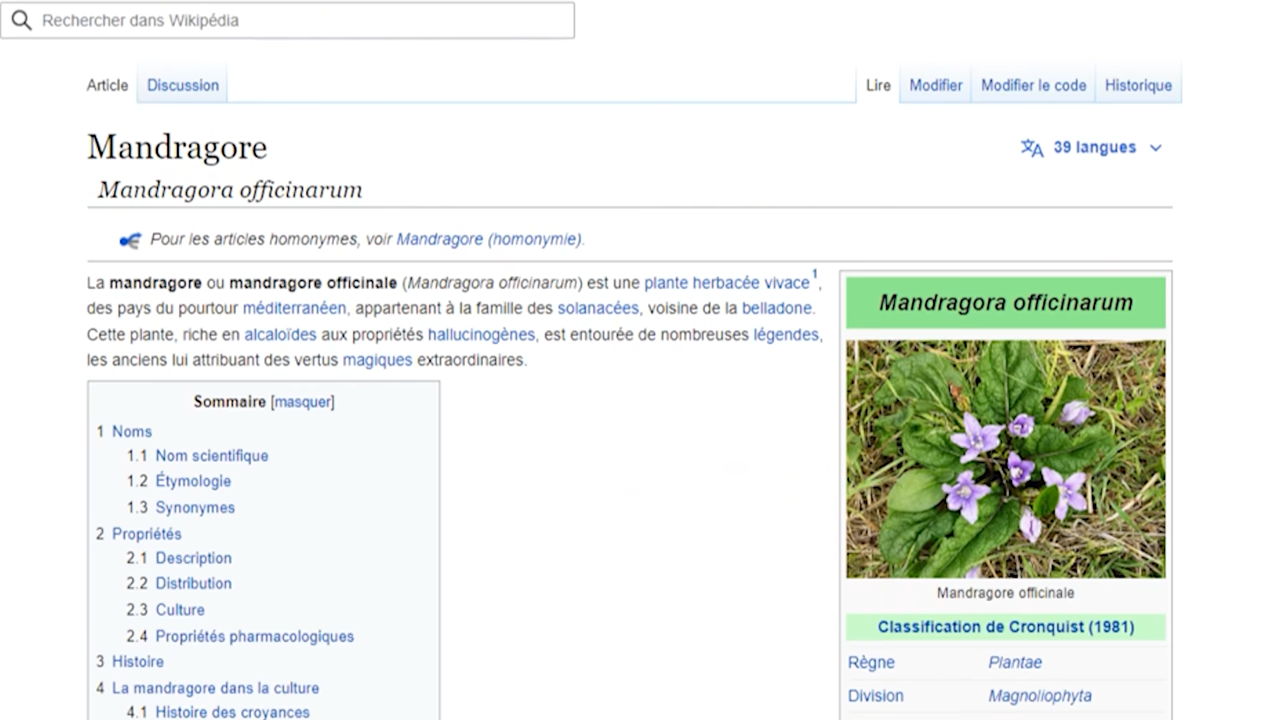 Rechercher dans Wikipédia
Article Discussion Lire Modifier Modifier le code Historique
Mandragore
39 langues
Mandragora officinarum
Pour les articles homonymes, voir Mandragore (homonymie).
La mandragore ou mandragore officinale (Mandragora officinarum) est une plante herbacée vivace1,
des pays du pourtour méditerranéen, appartenant à la famille des solanacées, voisine de la belladone.
Cette plante, riche en alcaloïdes aux propriétés hallucinogènes, est entourée de nombreuses légendes,
les anciens lui attribuant des vertus magiques extraordinaires.
Sommaire [masquer]
1 Noms
1.1 Nom scientifique
1.2 Étymologie
1.3 Synonymes
2 Propriétés
2.1 Description
2.2 Distribution
2.3 Culture
2.4 Propriétés pharmacologiques
3 Histoire
4 La mandragore dans la culture
4.1 Histoire des croyances
Mandragora officinarum
Mandragore officinale
Classification de Cronquist (1981)
Règne Plantae
Division Magnoliophyta